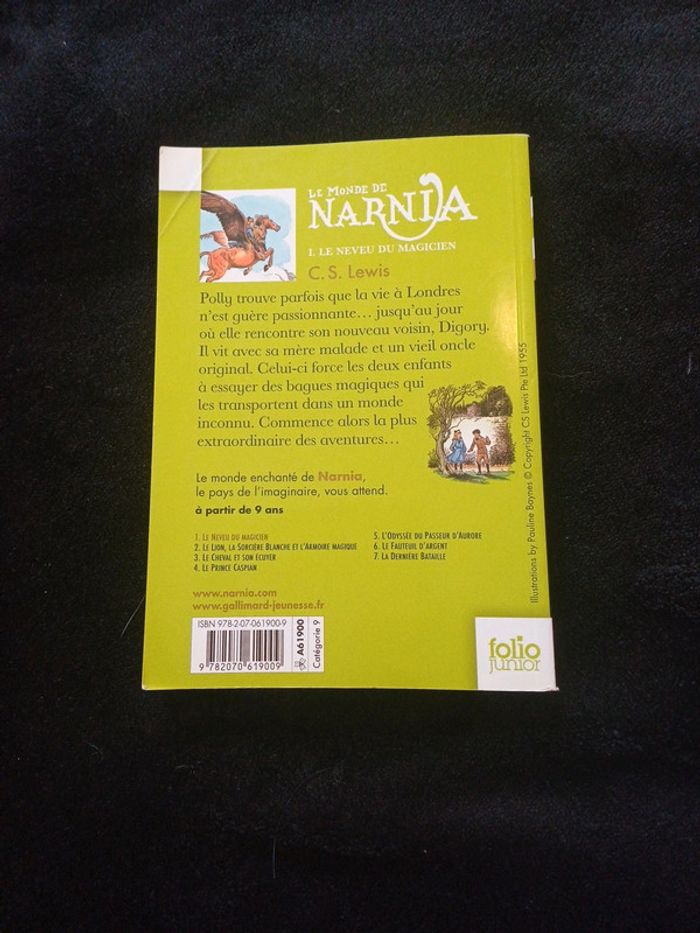 LE MONDE DE
NARNIA
1. LE NEVEU DU MAGICIEN
C. S. Lewis
Polly trouve parfois que la vie à Londres
n'est guère passionnante… jusqu'au jour
où elle rencontre son nouveau voisin, Digory.
Il vit avec sa mère malade et un vieil oncle
original. Celui-ci force les deux enfants
à essayer des bagues magiques qui
les transportent dans un monde
inconnu. Commence alors la plus
extraordinaire des aventures…
Le monde enchanté de Narnia,
le pays de l'imaginaire, vous attend.
à partir de 9 ans
1. LE NEVEU DU MAGICIEN
2. LE LION, LA SORCIÈRE BLANCHE ET L'ARMOIRE MAGIQUE
3. LE CHEVAL ET SON ÉCUYER
4. LE PRINCE CASPIAN
5. L'ODYSSÉE DU PASSEUR D'AURORE
6. LE FAUTEUIL D'ARGENT
7. LA DERNIÈRE BATAILLE
www.narnia.com
www.gallimard-jeunesse.fr
ISBN 978-2-07-061900-9
9 782070 619009
A61900
Catégorie 9
folio
junior
Illustrations by Pauline Baynes © Copyright CS Lewis Pte Ltd 1955